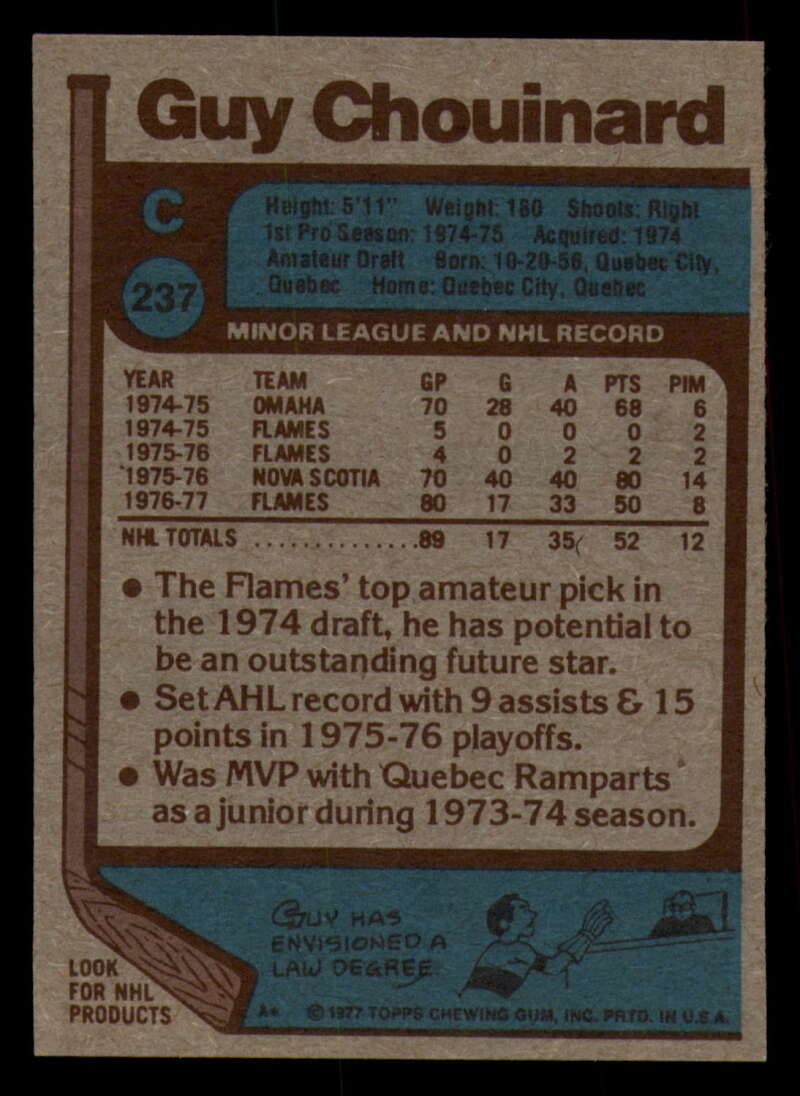 Guy Chouinard
C
237
Height: 5'11" Weight: 180 Shoots: Right
1st Pro Season: 1974-75 Acquired: 1974
Amateur Draft Born: 10-20-56, Quebec City,
Quebec Home: Quebec City, Quebec
MINOR LEAGUE AND NHL RECORD
YEAR TEAM GP G A PTS PIM
1974-75 OMAHA 70 28 40 68 6
1974-75 FLAMES 5 0 0 0 2
1975-76 FLAMES 4 0 2 2 2
1975-76 NOVA SCOTIA 70 40 40 80 14
1976-77 FLAMES 80 17 33 50 8
NHL TOTALS ...............89 17 35 52 12
• The Flames' top amateur pick in
the 1974 draft, he has potential to
be an outstanding future star.
• Set AHL record with 9 assists & 15
points in 1975-76 playoffs.
• Was MVP with Quebec Ramparts
as a junior during 1973-74 season.
GUY HAS
ENVISIONED A
LAW DEGREE
LOOK
FOR NHL
PRODUCTS
A* © 1977 TOPPS CHEWING GUM, INC. PRTD. IN U.S.A.